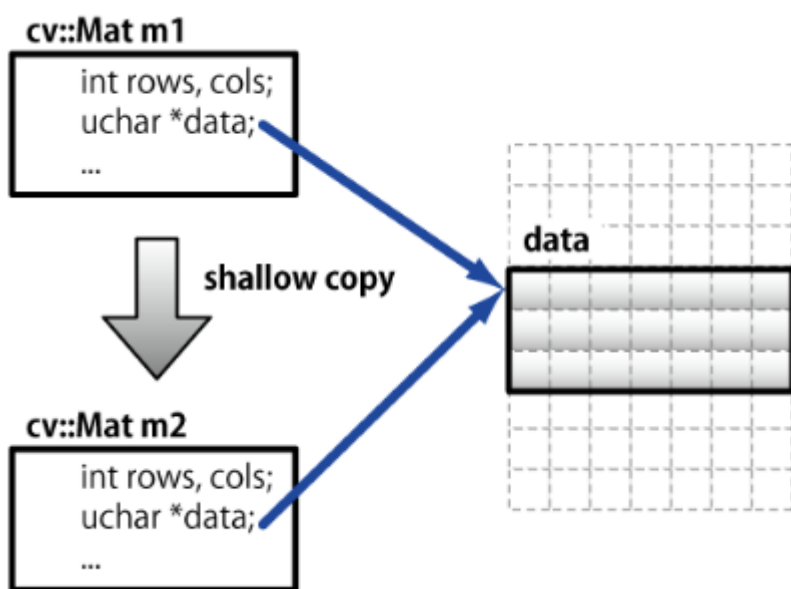 cv::Mat m1
int rows, cols;
uchar *data;
...
data
shallow copy
cv::Mat m2
int rows, cols;
uchar *data;
...